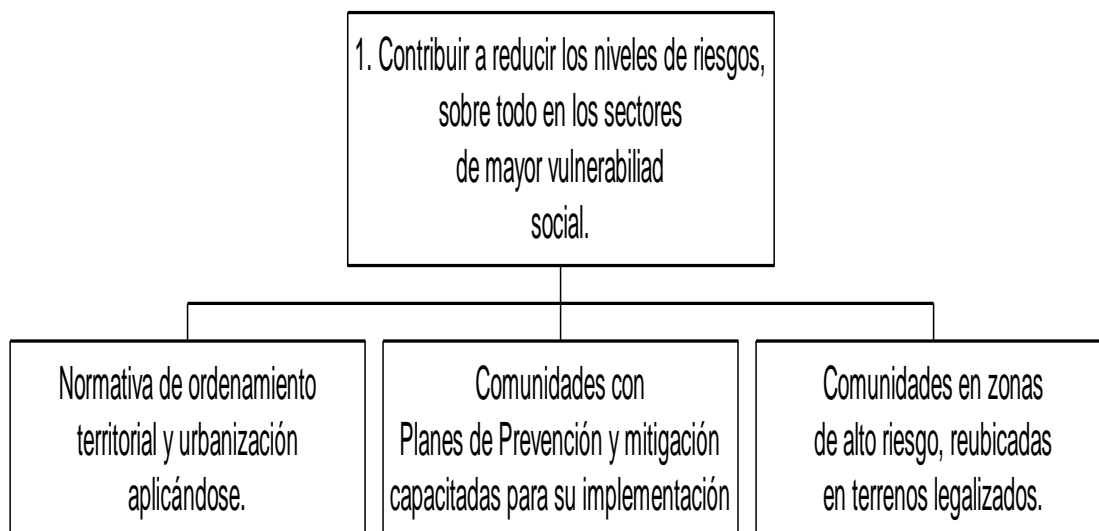 1. Contribuir a reducir los niveles de riesgos,
sobre todo en los sectores
de mayor vulnerabiliad
social.
Normativa de ordenamiento
territorial y urbanización
aplicándose.
Comunidades con
Planes de Prevención y mitigación
capacitadas para su implementación
Comunidades en zonas
de alto riesgo, reubicadas
en terrenos legalizados.